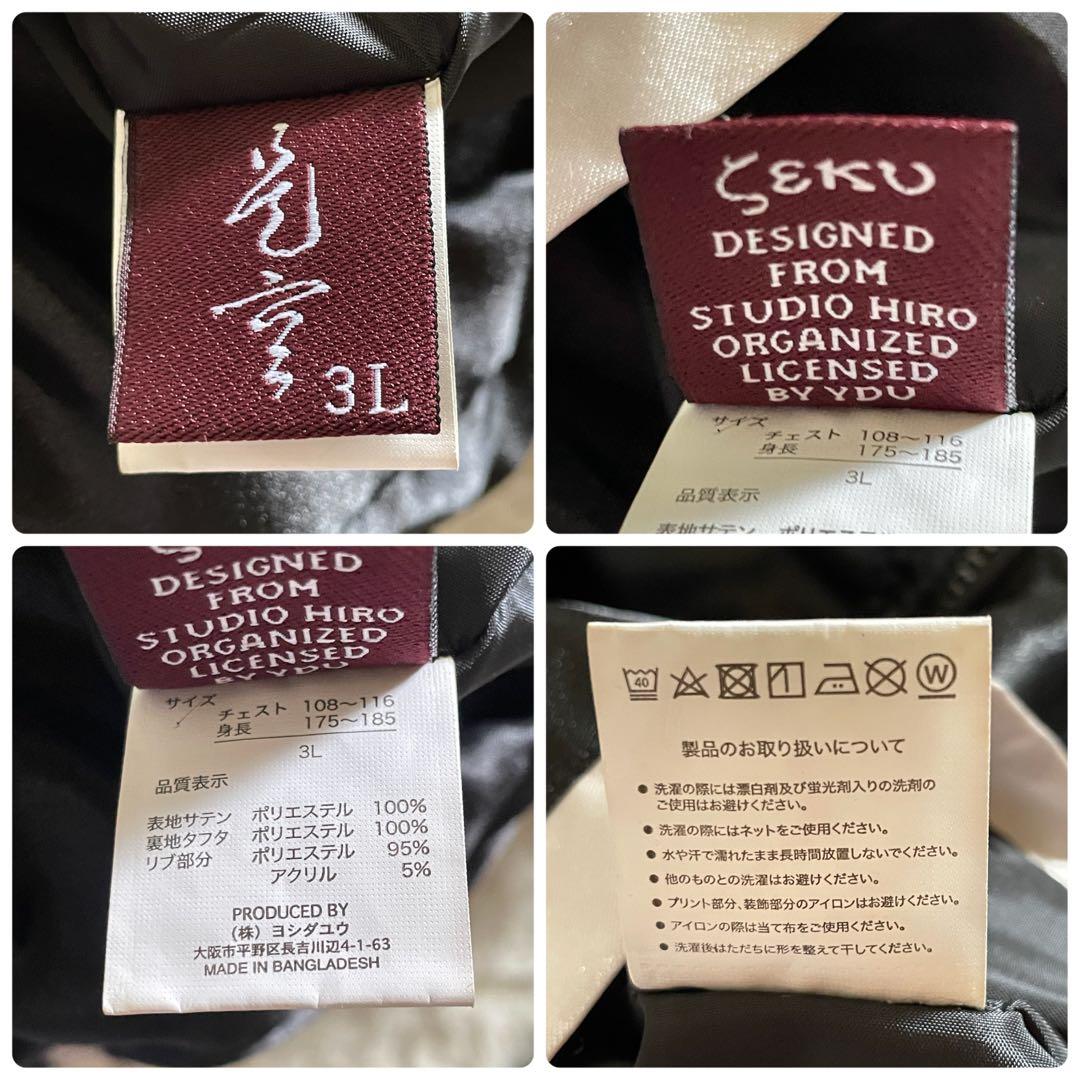 3L
ζεκυ
DESIGNED
FROM
STUDIO HIRO
ORGANIZED
LICENSED
BY YDU
サイズ
チェスト 108～116
身長 175～185
3L
品質表示
表地サテン ポリエステル
DESIGNED
FROM
STUDIO HIRO
ORGANIZED
LICENSED
BY YDU
サイズ
チェスト 108～116
身長 175～185
3L
品質表示
表地サテン ポリエステル 100%
裏地タフタ ポリエステル 100%
リブ部分 ポリエステル 95%
アクリル 5%
PRODUCED BY
(株) ヨシダユウ
大阪市平野区長吉川辺4-1-63
MADE IN BANGLADESH
40 W
製品のお取り扱いについて
● 洗濯の際には漂白剤及び蛍光剤入りの洗剤の
ご使用はお避けください。
● 洗濯の際にはネットをご使用ください。
● 水や汗で濡れたまま長時間放置しないでください。
● 他のものとの洗濯はお避けください。
● プリント部分、装飾部分のアイロンはお避けください。
● アイロンの際は当て布をご使用ください。
● 洗濯後はただちに形を整えて干してください。